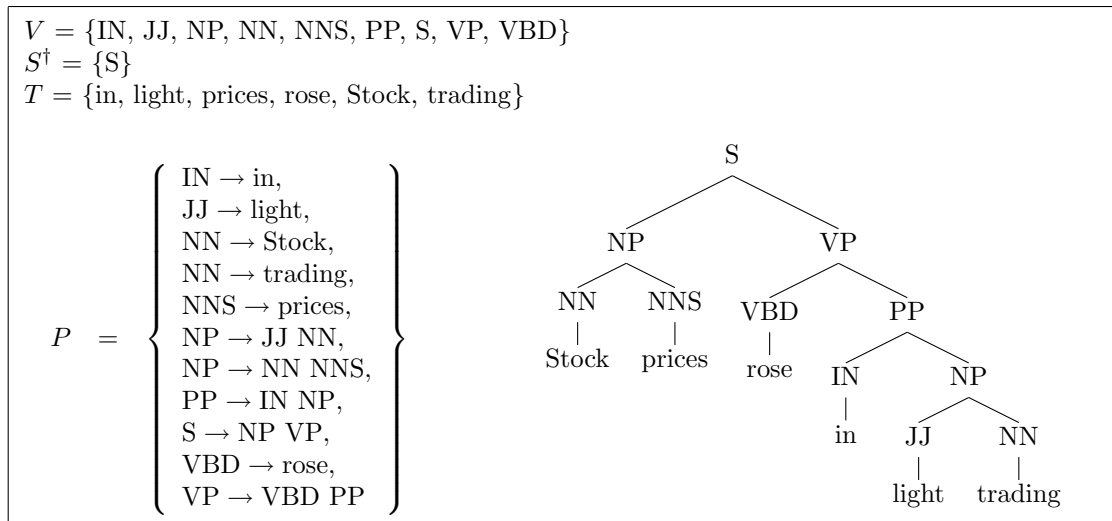 V = {IN, JJ, NP, NN, NNS, PP, S, VP, VBD}
S† = {S}
T = {in, light, prices, rose, Stock, trading}
P = {
IN → in,
JJ → light,
NN → Stock,
NN → trading,
NNS → prices,
NP → JJ NN,
NP → NN NNS,
PP → IN NP,
S → NP VP,
VBD → rose,
VP → VBD PP
}
S
NP VP
NN NNS VBD PP
Stock prices rose IN NP
in JJ NN
light trading